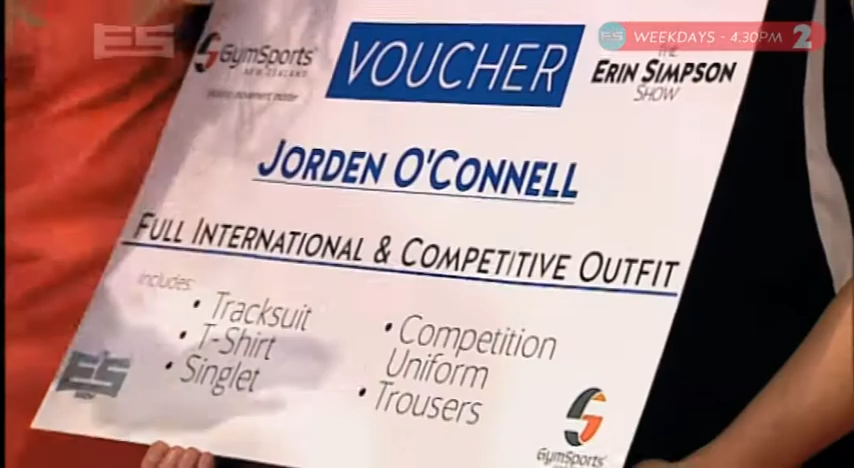 ES
ES WEEKDAYS - 4.30PM 2
GymSports
NEW ZEALAND
VOUCHER
THE
ERIN SIMPSON
SHOW
JORDEN O'CONNELL
FULL INTERNATIONAL & COMPETITIVE OUTFIT
Includes:
• Tracksuit
• T-Shirt
• Singlet
• Competition
Uniform
• Trousers
ES
GymSports